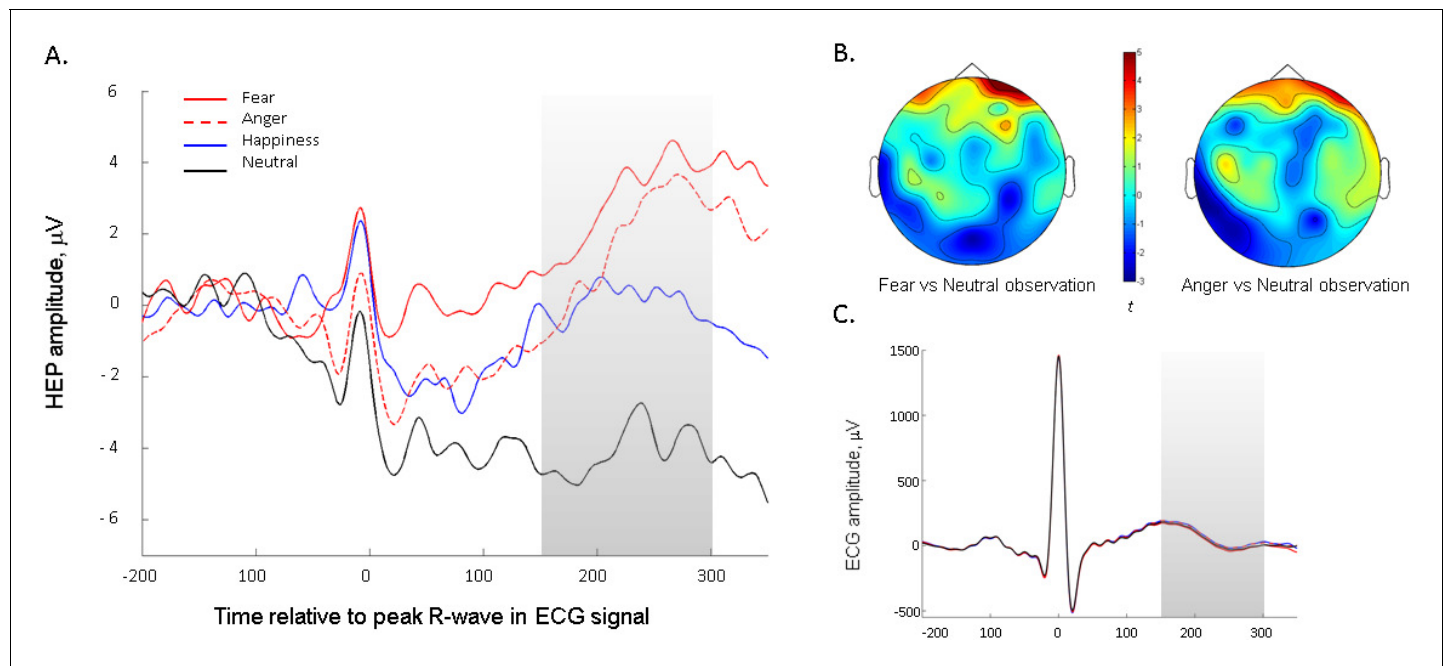 A.
6
4
2
0
- 2
- 4
- 6
HEP amplitude, μV
Fear
Anger
Happiness
Neutral
-200
100
0
100
200
300
Time relative to peak R-wave in ECG signal
B.
5
4
3
2
1
0
-1
-2
-3
t
Fear vs Neutral observation
Anger vs Neutral observation
C.
1500
1000
500
0
-500
ECG amplitude, μV
-200
100
0
100
200
300